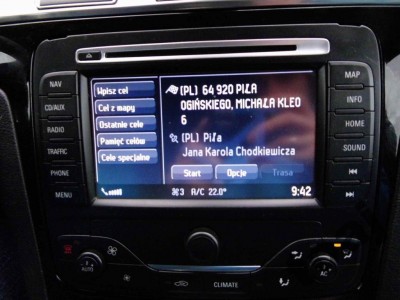 NAV
CD/AUX
RADIO
TRAFFIC
PHONE
MENU
Wpisz cel
Cel z mapy
Ostatnie cele
Pamięć celów
Cele specjalne
(PL) 64 920 PIŁA
OGIŃSKIEGO, MICHAŁA KLEO
6
(PL) Piła
Jana Karola Chodkiewicza
Start
Opcje
Trasa
3 A/C 22.0°
9:42
MAP
INFO
HOME
SOUND
AUTO
CLIMATE
A/C